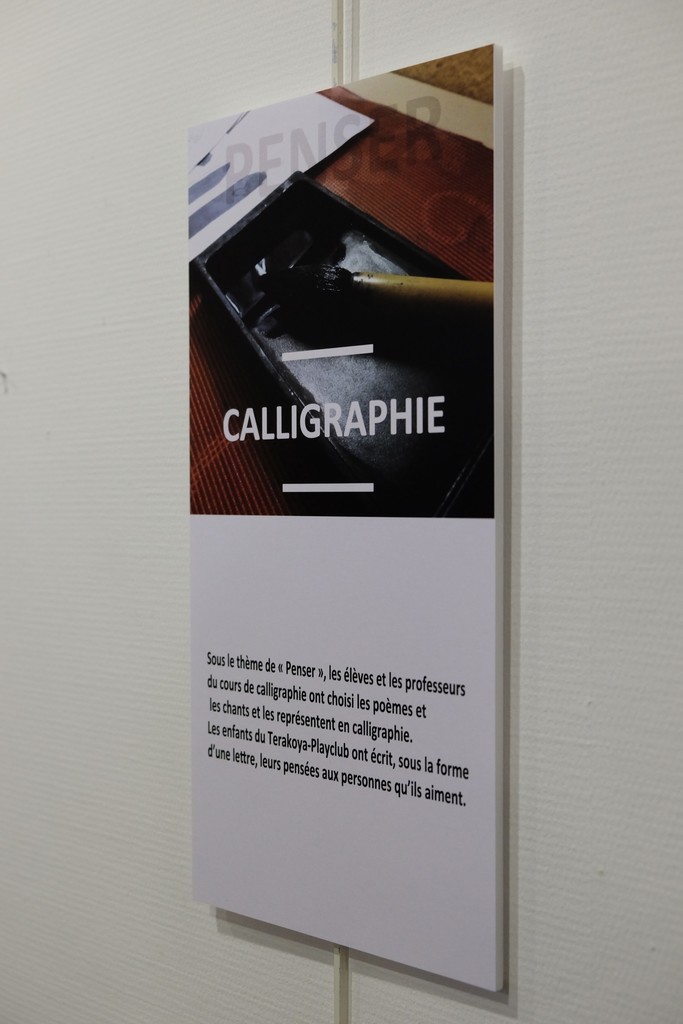 PENSER
CALLIGRAPHIE
Sous le thème de « Penser », les élèves et les professeurs
du cours de calligraphie ont choisi les poèmes et
les chants et les représentent en calligraphie.
Les enfants du Terakoya-Playclub ont écrit, sous la forme
d'une lettre, leurs pensées aux personnes qu'ils aiment.